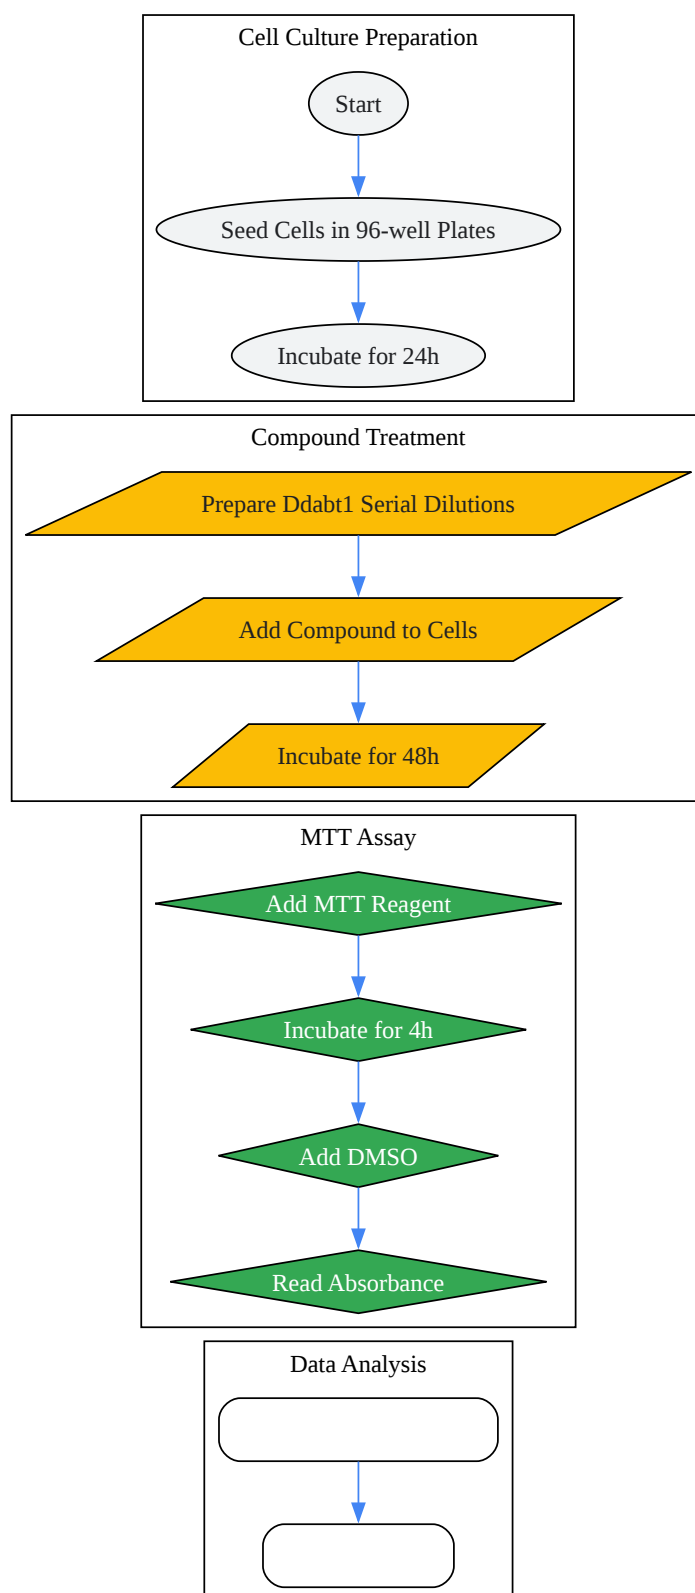 Cell Culture Preparation
Start
Seed Cells in 96-well Plates
Incubate for 24h
Compound Treatment
Prepare Ddabt1 Serial Dilutions
Add Compound to Cells
Incubate for 48h
MTT Assay
Add MTT Reagent
Incubate for 4h
Add DMSO
Read Absorbance
Data Analysis